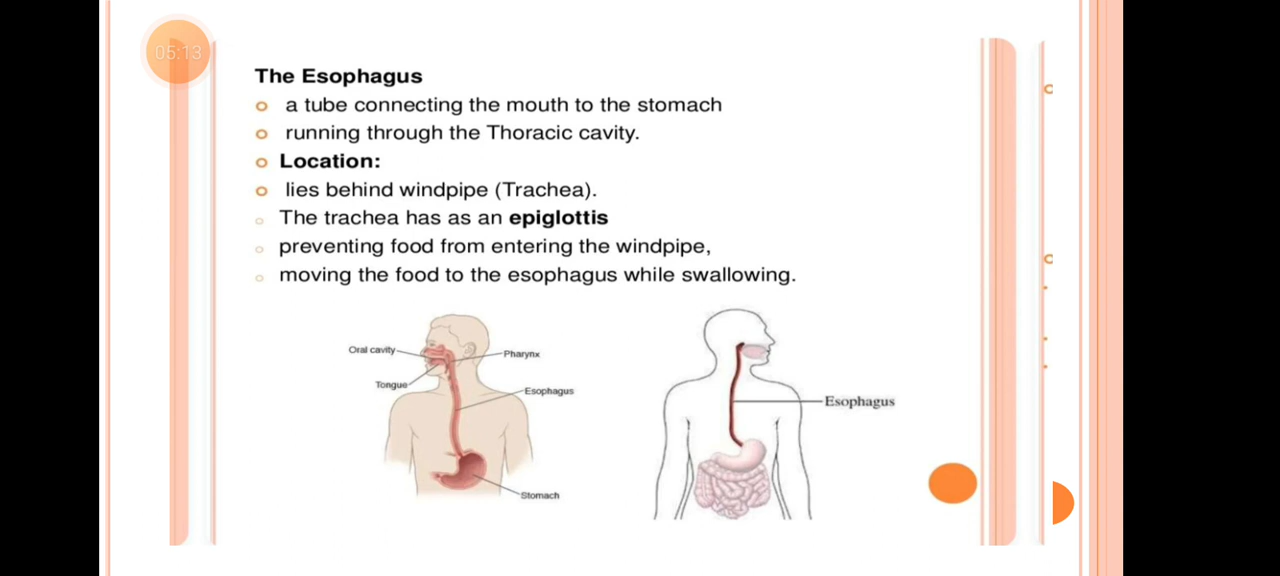 05:13
The Esophagus
a tube connecting the mouth to the stomach
running through the Thoracic cavity.
Location:
lies behind windpipe (Trachea).
The trachea has as an epiglottis
preventing food from entering the windpipe,
moving the food to the esophagus while swallowing.
Oral cavity
Pharynx
Tongue
Esophagus
Stomach
Esophagus